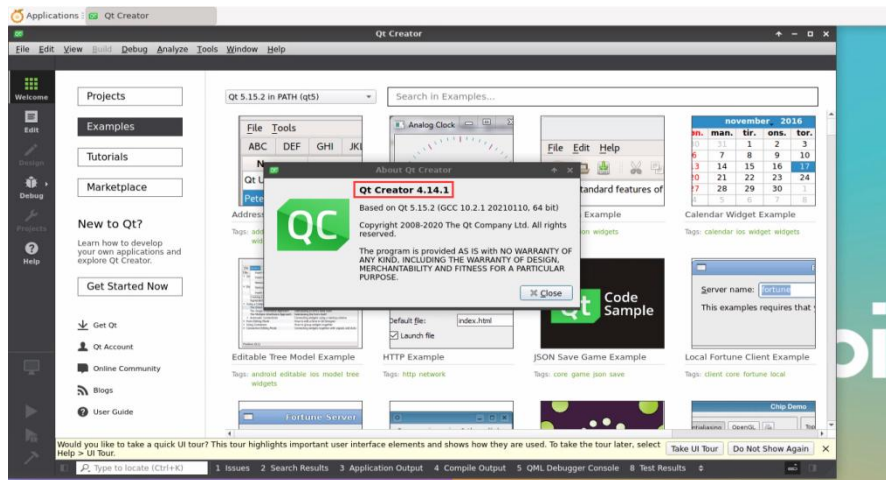 Applications
Qt Creator
Qt Creator
File Edit View Build Debug Analyze Tools Window Help
Welcome
Edit
Design
Debug
Projects
Help
Projects
Examples
Tutorials
Marketplace
New to Qt?
Learn how to develop
your own applications and
explore Qt Creator.
Get Started Now
Get Qt
Qt Account
Online Community
Blogs
User Guide
Qt 5.15.2 in PATH (qt5)
Search in Examples...
File Tools
ABC DEF GHI
Analog Clock
File Edit Help
tandard features of
november 2016
man. tir. ons. tor.
31 1 2 3
7 8 9 10
14 15 16 17
21 22 23 24
28 29 30 1
5 6 7 8
About Qt Creator
Qt Creator 4.14.1
Based on Qt 5.15.2 (GCC 10.2.1 20210110, 64 bit)
Copyright 2008-2020 The Qt Company Ltd. All rights
reserved.
The program is provided AS IS with NO WARRANTY OF
ANY KIND, INCLUDING THE WARRANTY OF DESIGN,
MERCHANTABILITY AND FITNESS FOR A PARTICULAR
PURPOSE.
Close
QC
Example
Calendar Widget Example
Tags: calendar ios widget widgets
Default file: index.html
Launch file
Qt Code
Sample
Server name: fortune
This examples requires that
Editable Tree Model Example
HTTP Example
JSON Save Game Example
Local Fortune Client Example
Tags: android editable ios model tree
widgets
Tags: http network
Tags: core game json save
Tags: client core fortune local
Fortune Server
Chip Demo
OpenGL
Would you like to take a quick UI tour? This tour highlights important user interface elements and shows how they are used. To take the tour later, select
Help > UI Tour.
Take UI Tour
Do Not Show Again
Type to locate (Ctrl+K)
1 Issues 2 Search Results 3 Application Output 4 Compile Output 5 QML Debugger Console 8 Test Results